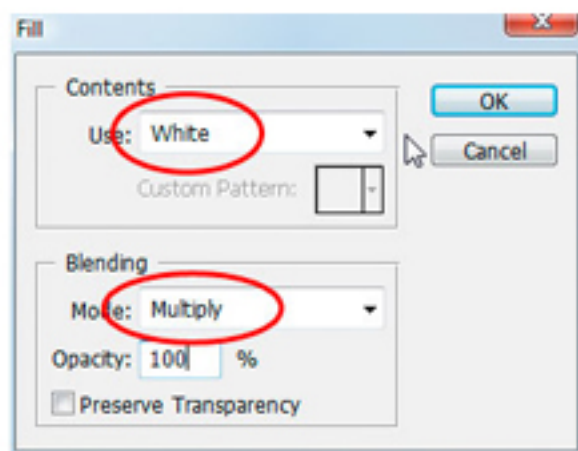 Fill
Contents
Use: White
Custom Pattern:
OK
Cancel
Blending
Mode: Multiply
Opacity: 100 %
Preserve Transparency